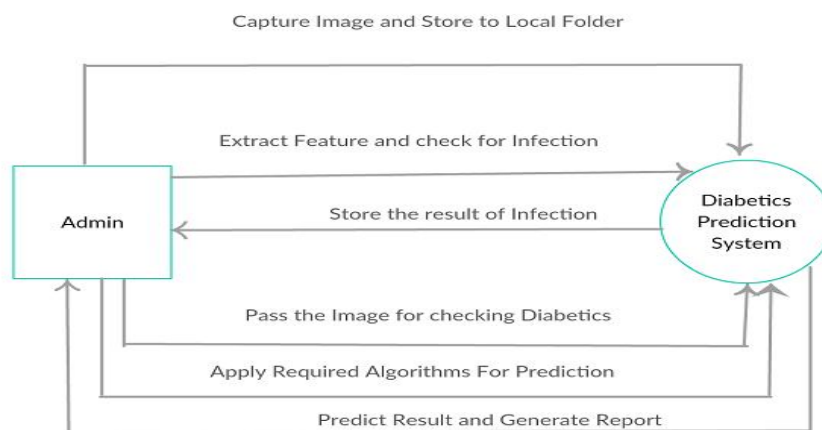 Capture Image and Store to Local Folder
Extract Feature and check for Infection
Admin
Store the result of Infection
Diabetics
Prediction
System
Pass the Image for checking Diabetics
Apply Required Algorithms For Prediction
Predict Result and Generate Report